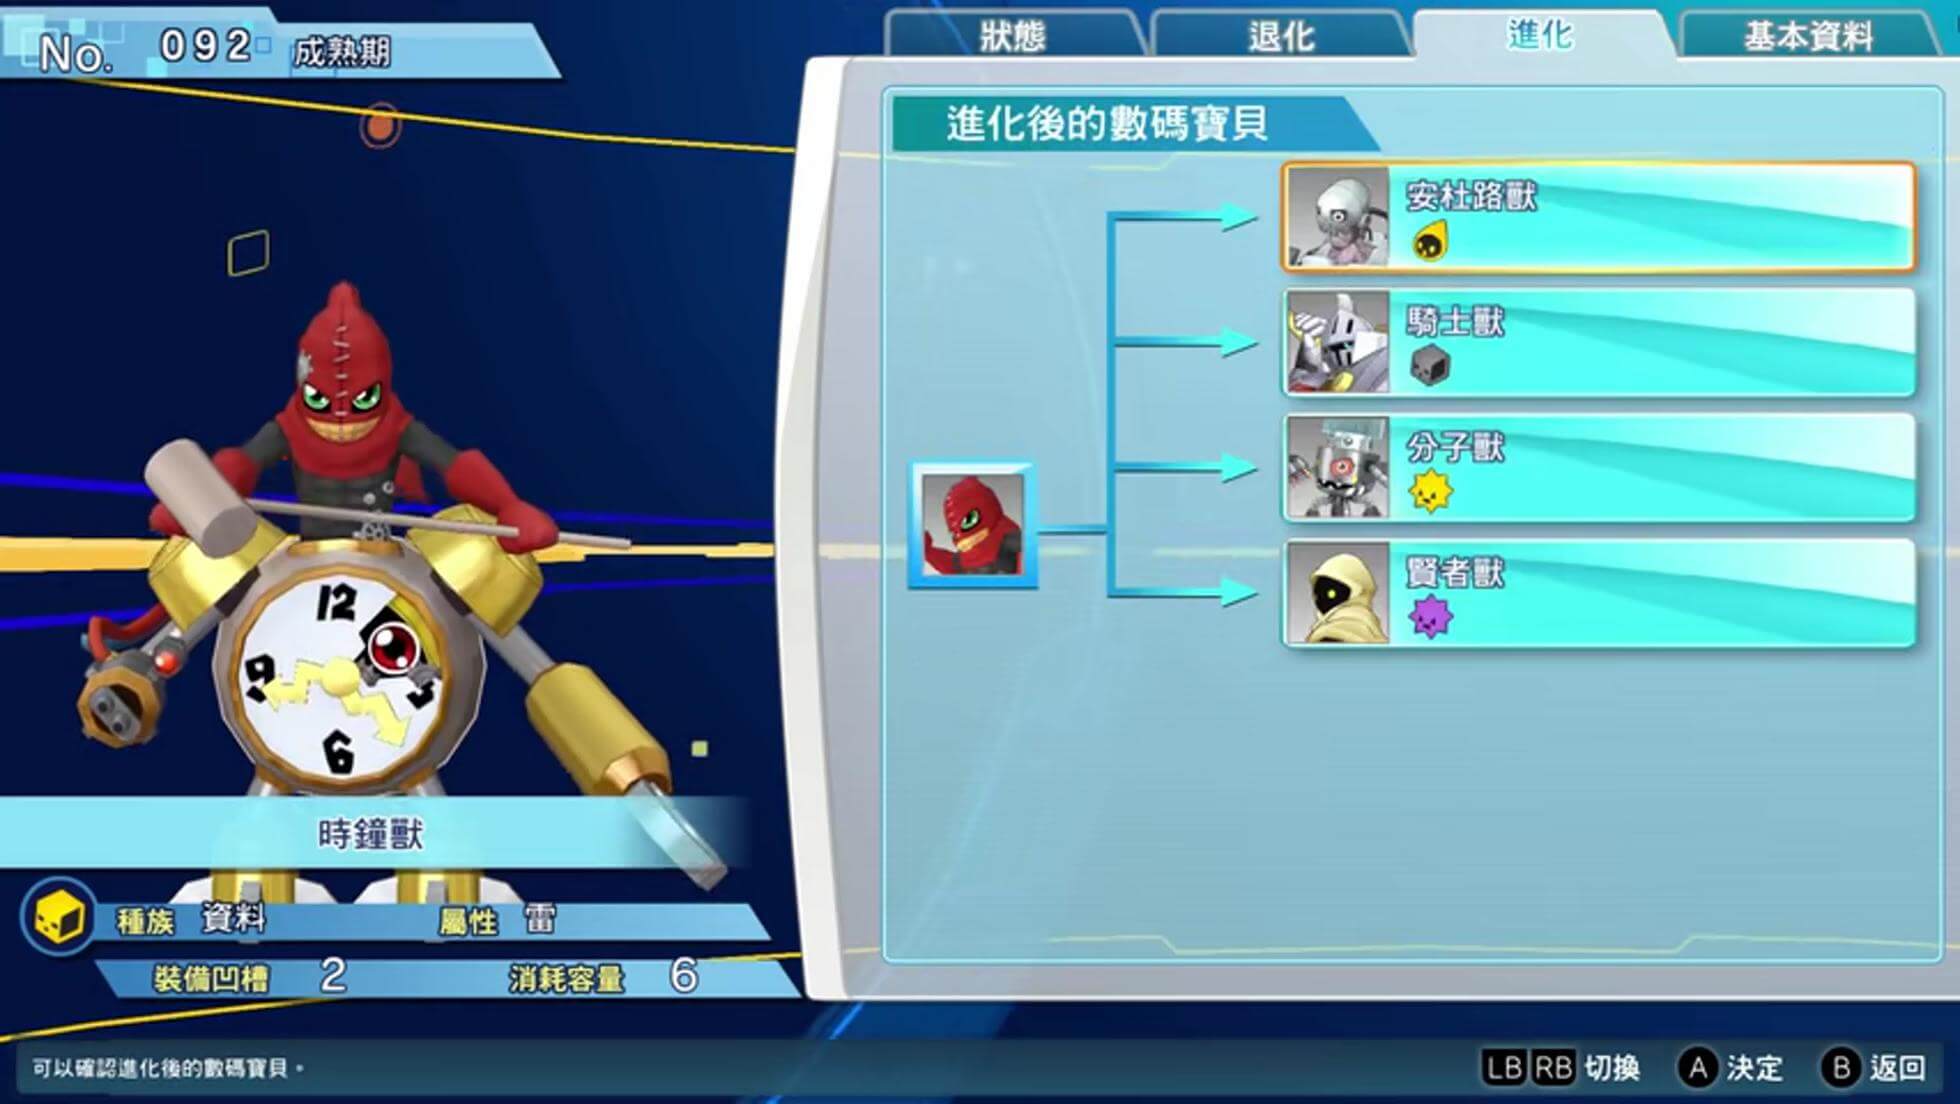 No. 092 成熟期
狀態 退化 進化 基本資料
進化後的數碼寶貝
安杜路獸
騎士獸
分子獸
賢者獸
12
9
3
6
時鐘獸
種族 資料 屬性 雷
裝備凹槽 2 消耗容量 6
可以確認進化後的數碼寶貝。
LB RB 切換 A 決定 B 返回